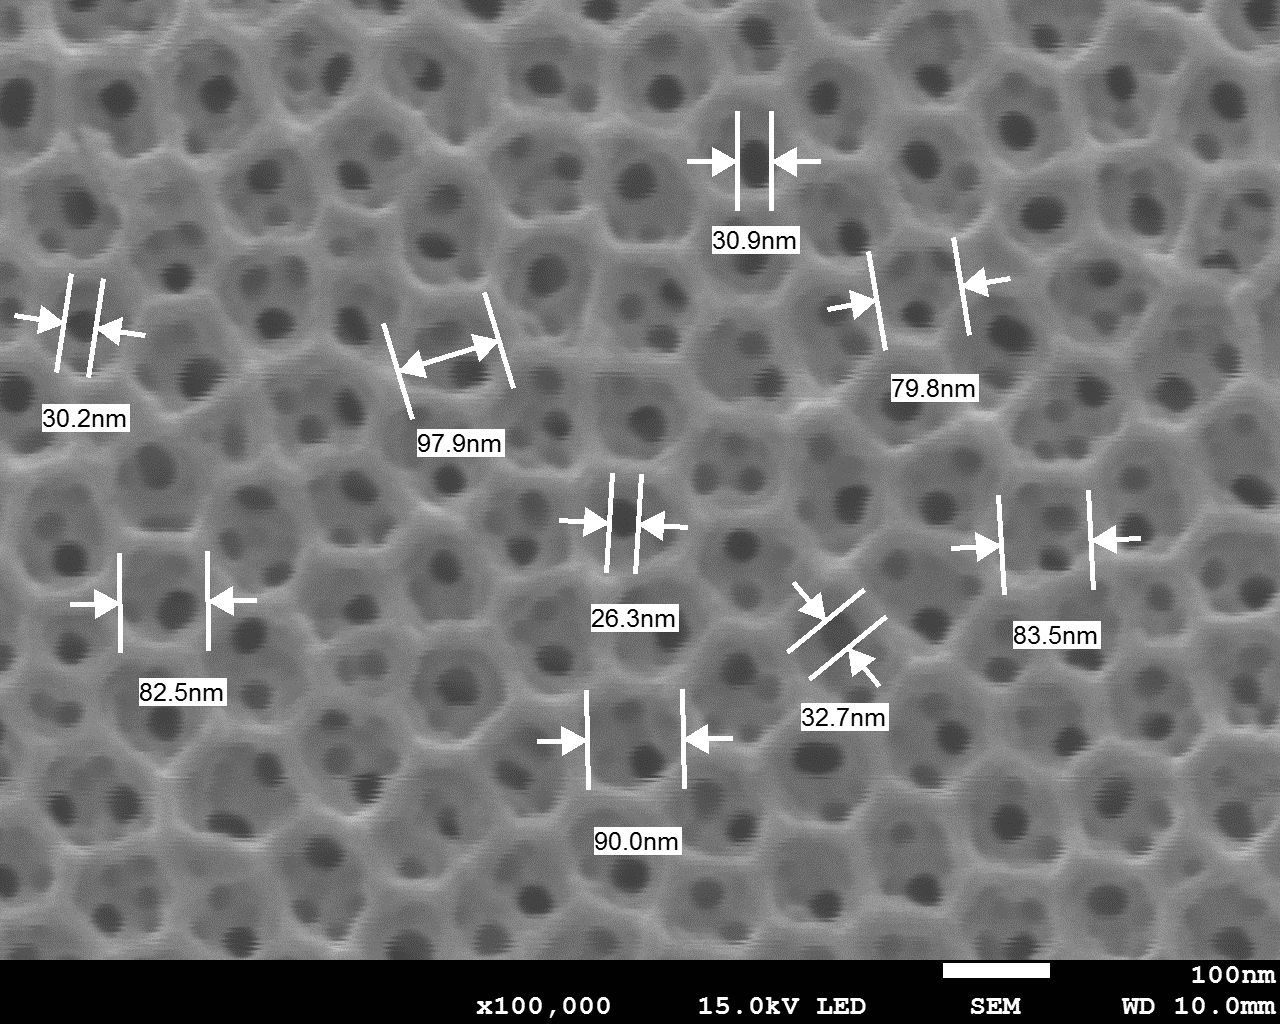 30.9nm
79.8nm
30.2nm
97.9nm
26.3nm
83.5nm
82.5nm
32.7nm
90.0nm
100nm
x100,000 15.0kV LED SEM WD 10.0mm